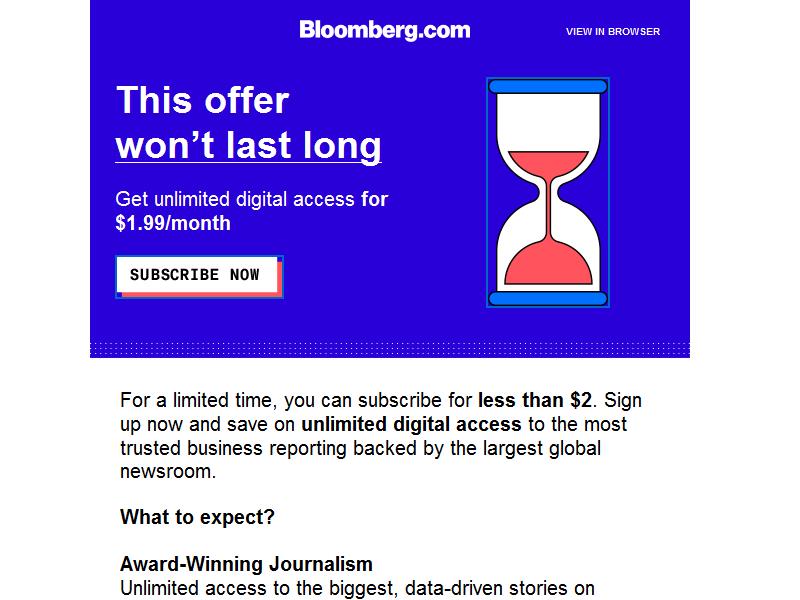 Bloomberg.com
VIEW IN BROWSER
This offer
won’t last long
Get unlimited digital access for
$1.99/month
SUBSCRIBE NOW
For a limited time, you can subscribe for less than $2. Sign
up now and save on unlimited digital access to the most
trusted business reporting backed by the largest global
newsroom.
What to expect?
Award-Winning Journalism
Unlimited access to the biggest, data-driven stories on